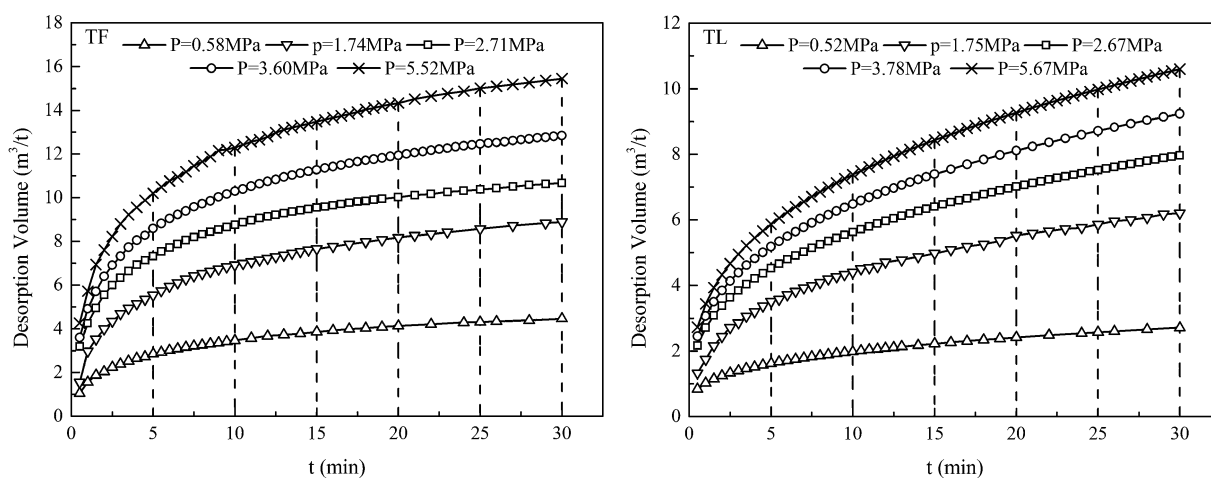 TF
P=0.58MPa p=1.74MPa P=2.71MPa
P=3.60MPa P=5.52MPa
Desorption Volume (m³/t)
18
16
14
12
10
8
6
4
2
0
0 5 10 15 20 25 30
t (min)
TL
P=0.52MPa p=1.75MPa P=2.67MPa
P=3.78MPa P=5.67MPa
Desorption Volume (m³/t)
12
10
8
6
4
2
0
0 5 10 15 20 25 30
t (min)